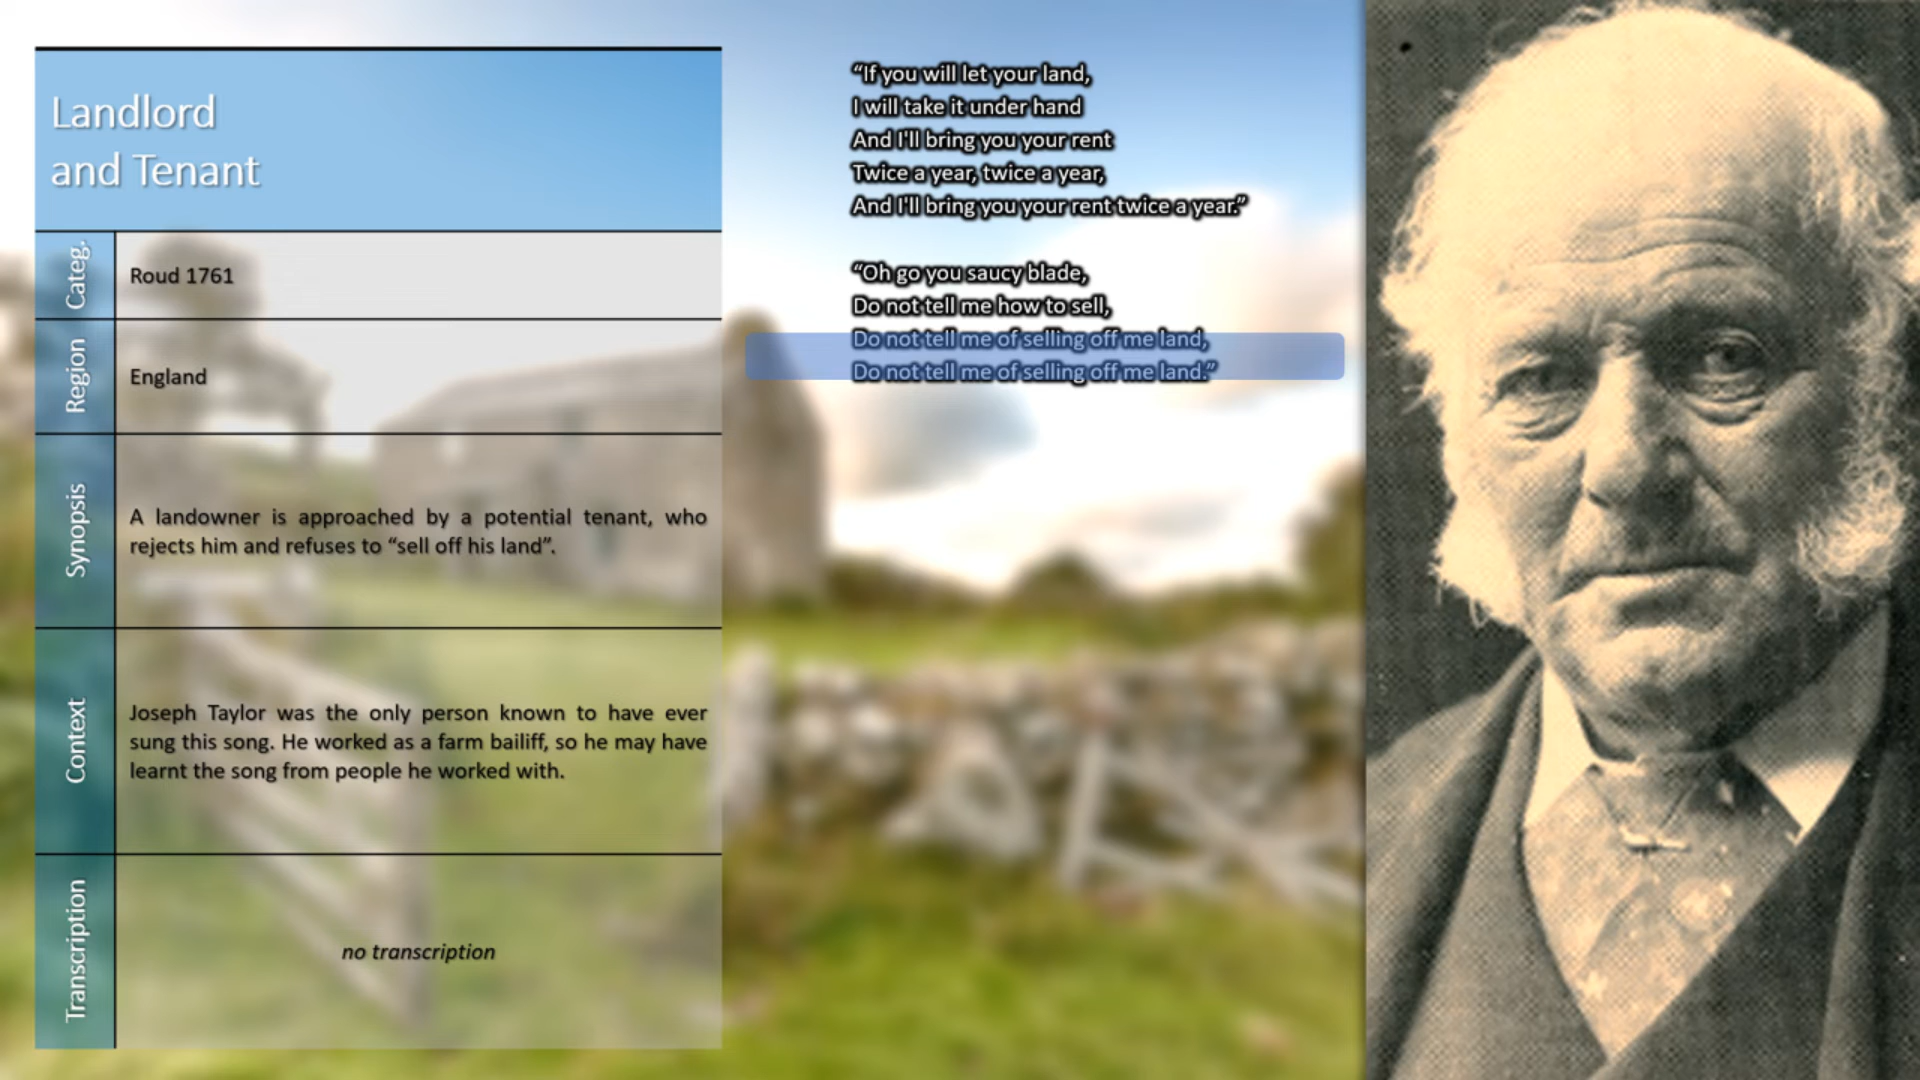 Landlord
and Tenant
Categ.
Roud 1761
Region
England
Synopsis
A landowner is approached by a potential tenant, who
rejects him and refuses to “sell off his land”.
Context
Joseph Taylor was the only person known to have ever
sung this song. He worked as a farm bailiff, so he may have
learnt the song from people he worked with.
Transcription
no transcription
“If you will let your land,
I will take it under hand
And I'll bring you your rent
Twice a year, twice a year,
And I'll bring you your rent twice a year.”
“Oh go you saucy blade,
Do not tell me how to sell,
Do not tell me of selling off me land,
Do not tell me of selling off me land.”